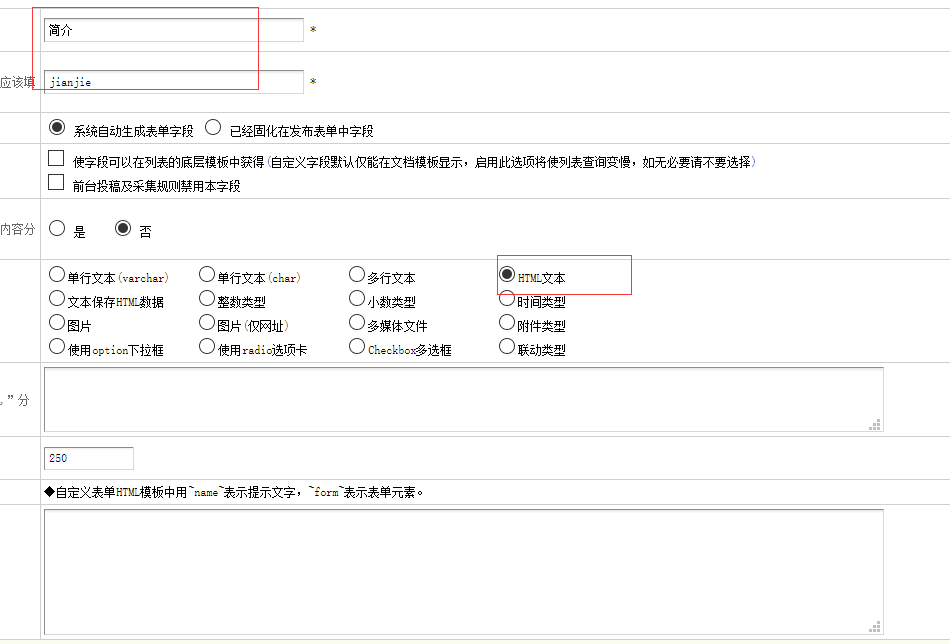 简介 *
应该填 jianjie *
系统自动生成表单字段 已经固化在发布表单中字段
使字段可以在列表的底层模板中获得(自定义字段默认仅能在文档模板显示，启用此选项将使列表查询变慢，如无必要请不要选择)
前台投稿及采集规则禁用本字段
内容分 是 否
单行文本(varchar) 单行文本(char) 多行文本 HTML文本
文本保存HTML数据 整数类型 小数类型 时间类型
图片 图片(仅网址) 多媒体文件 附件类型
使用option下拉框 使用radio选项卡 Checkbox多选框 联动类型
，”分
250
◆自定义表单HTML模板中用~name~表示提示文字，~form~表示表单元素。